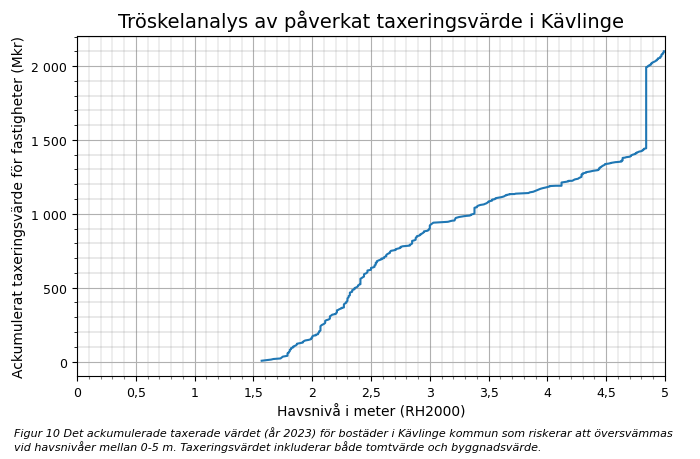 Tröskelanalys av påverkat taxeringsvärde i Kävlinge
Ackumulerat taxeringsvärde för fastigheter (Mkr)
2 000
1 500
1 000
500
0
0 0,5 1 1,5 2 2,5 3 3,5 4 4,5 5
Havsnivå i meter (RH2000)
Figur 10 Det ackumulerade taxerade värdet (år 2023) för bostäder i Kävlinge kommun som riskerar att översvämmas
vid havsnivåer mellan 0-5 m. Taxeringsvärdet inkluderar både tomtvärde och byggnadsvärde.